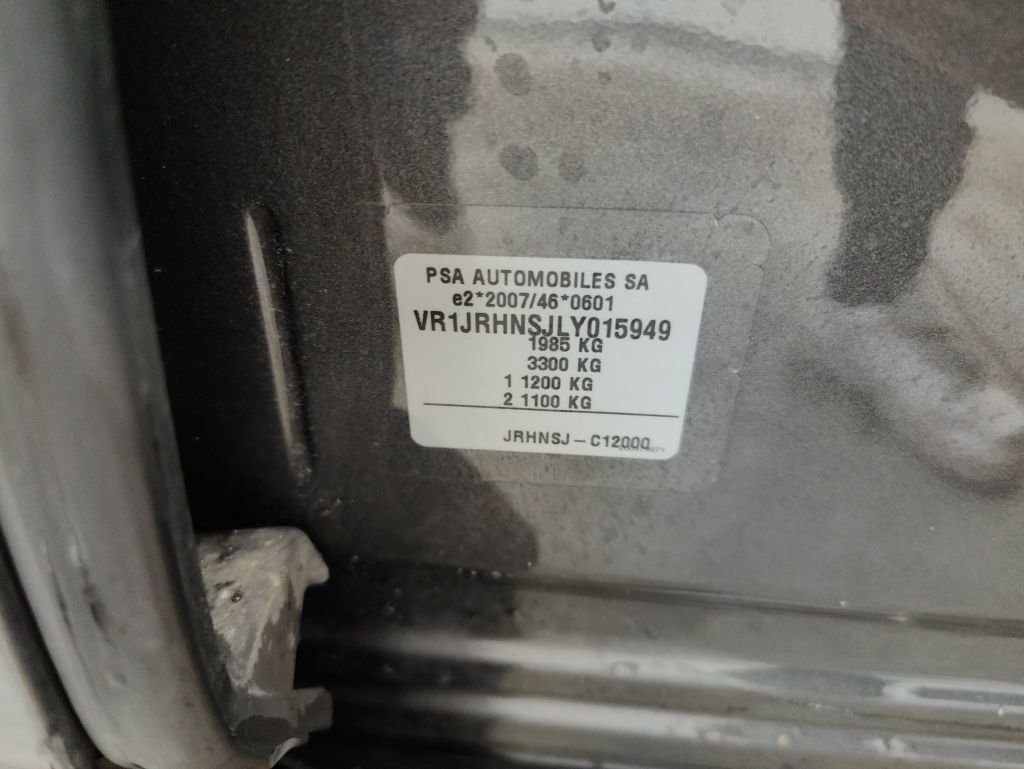 PSA AUTOMOBILES SA
e2*2007/46*0601
VR1JRHNSJLY015949
1985 KG
3300 KG
1 1200 KG
2 1100 KG
JRHNSJ-C12000